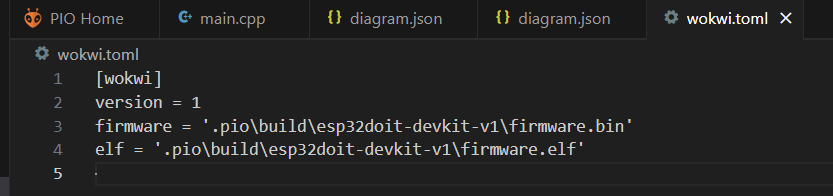 PIO Home main.cpp diagram.json diagram.json wokwi.toml
wokwi.toml
1 [wokwi]
2 version = 1
3 firmware = '.pio\build\esp32doit-devkit-v1\firmware.bin'
4 elf = '.pio\build\esp32doit-devkit-v1\firmware.elf'
5